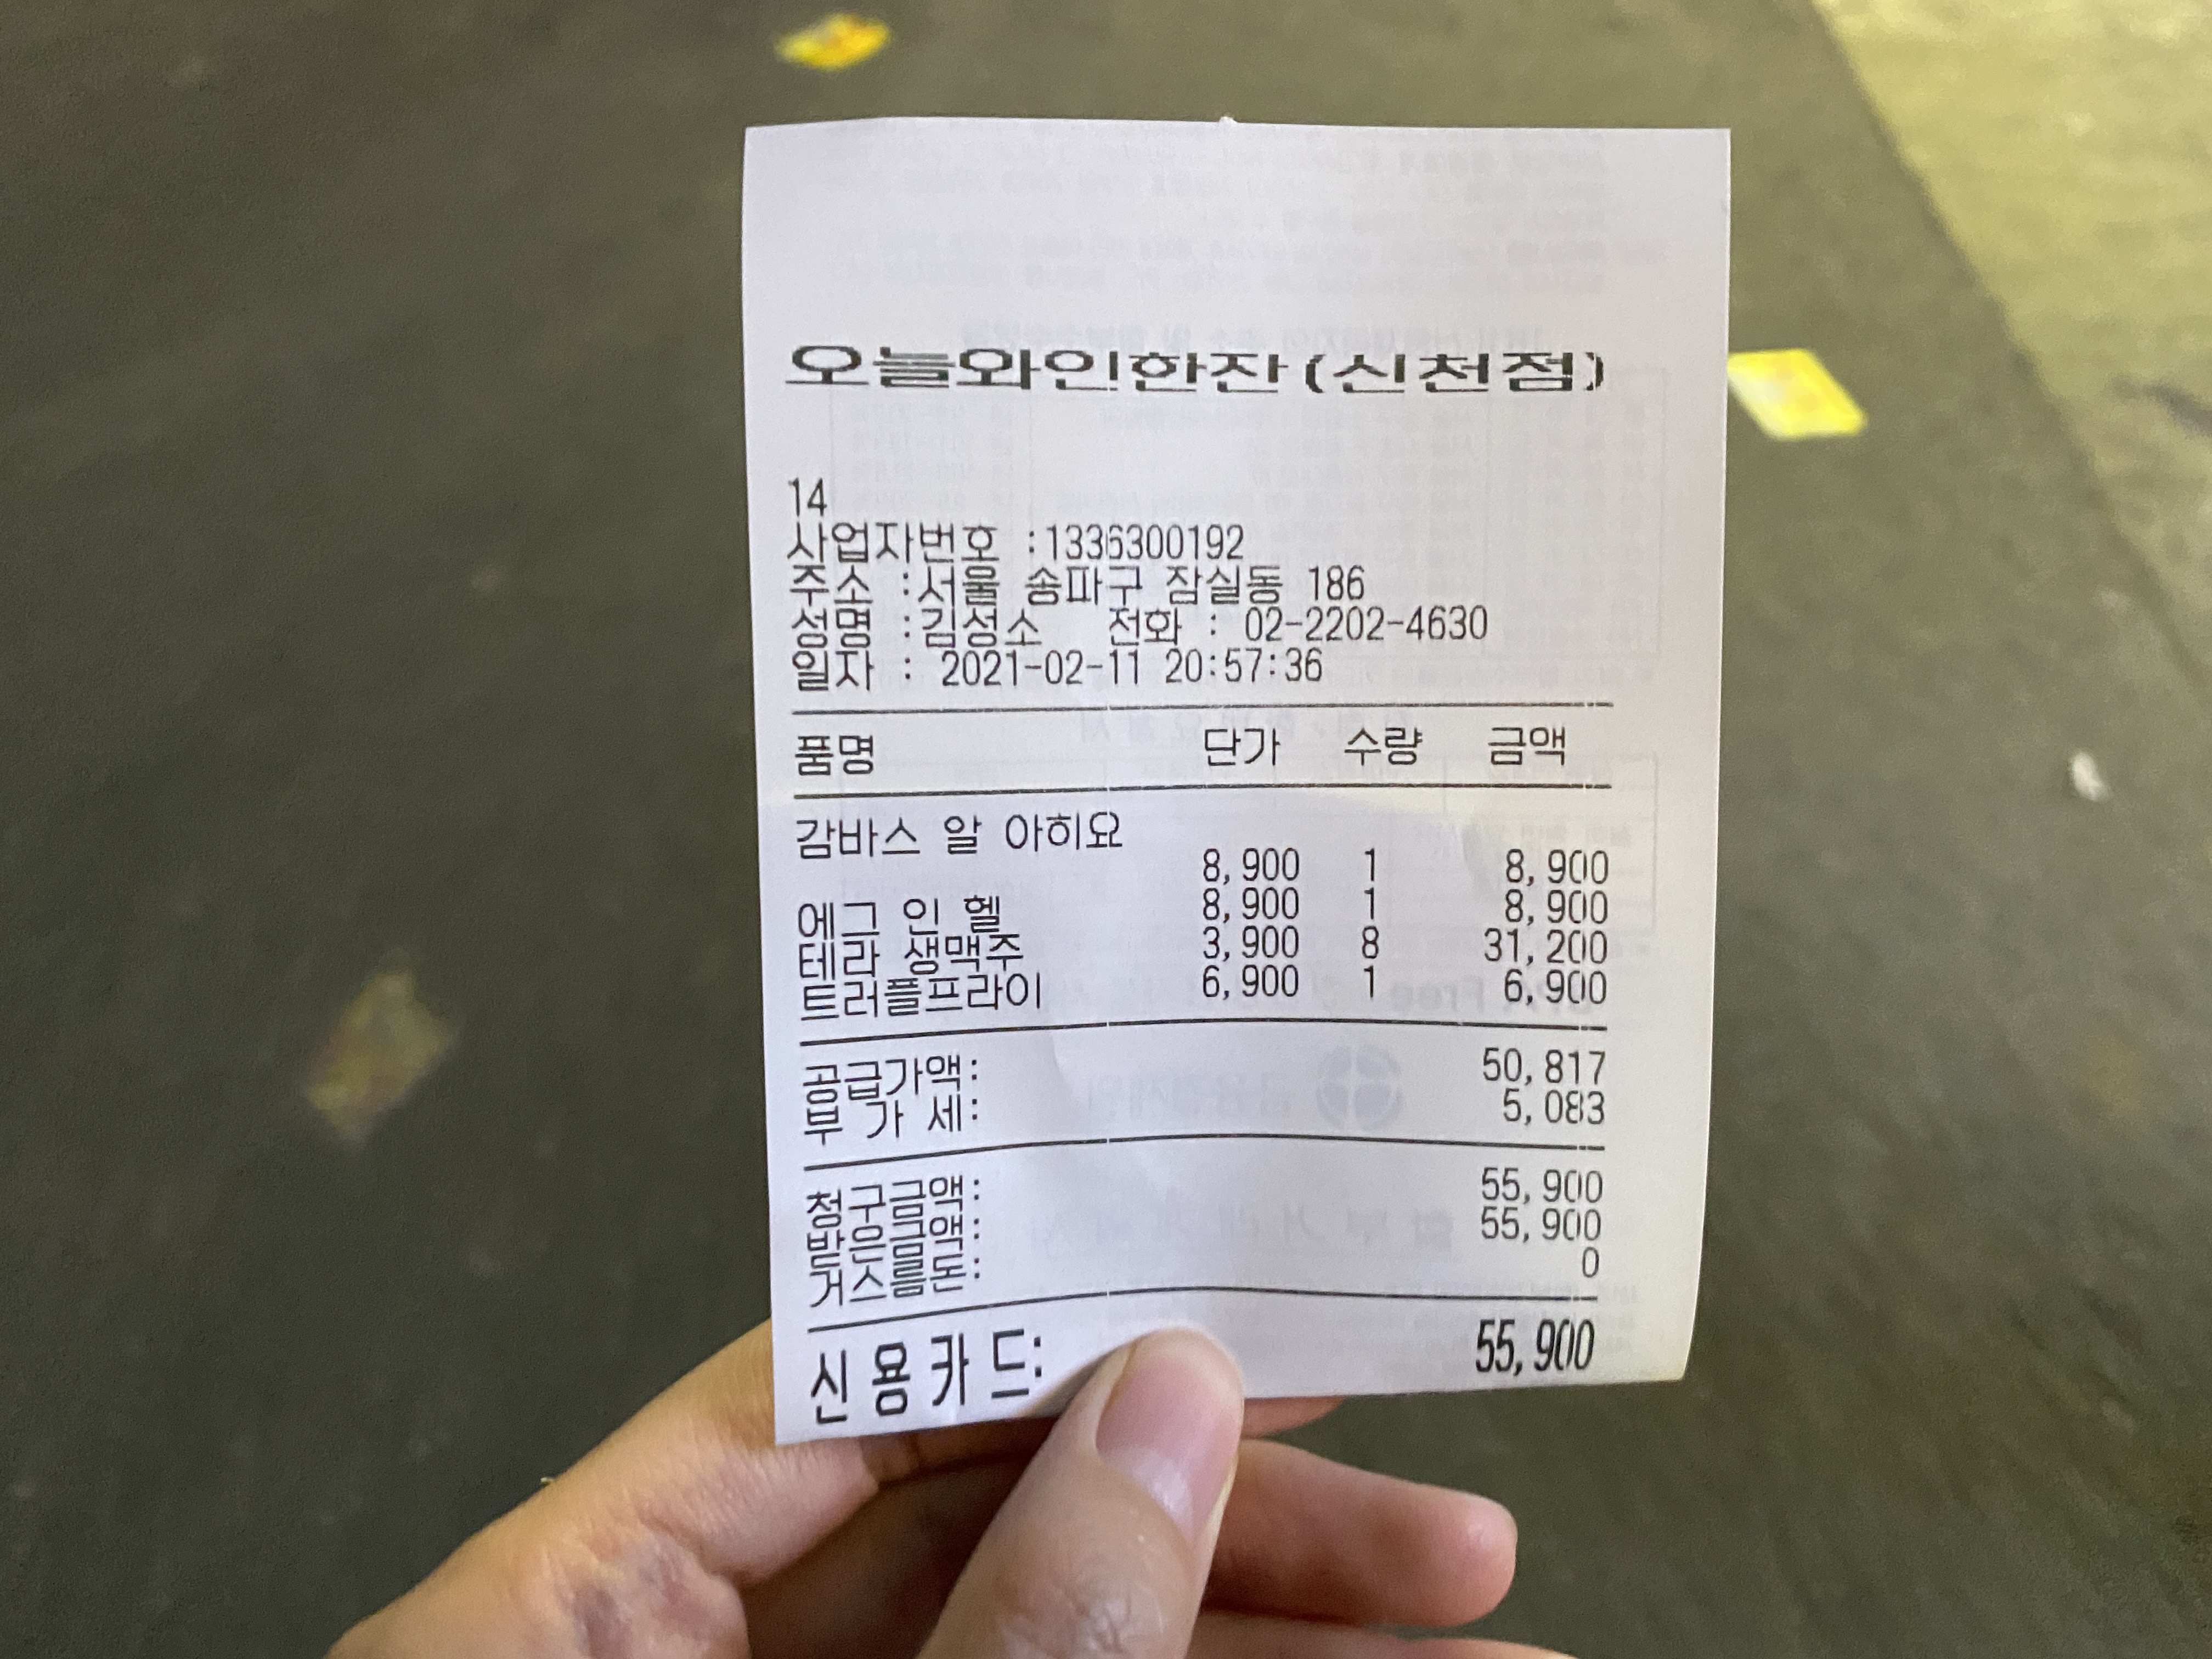 오늘와인한잔(신천점)
14
사업자번호 :1336300192
주소 :서울 송파구 잠실동 186
성명 :김성소 전화 : 02-2202-4630
일자 : 2021-02-11 20:57:36
품명 단가 수량 금액
감바스 알 아히요
8,900 1 8,900
에그 인 헬 8,900 1 8,900
테라 생맥주 3,900 8 31,200
트러플프라이 6,900 1 6,900
공급가액: 50,817
부 가 세: 5,083
청구금액: 55,900
받은금액: 55,900
거스름돈: 0
신용카드: 55,900